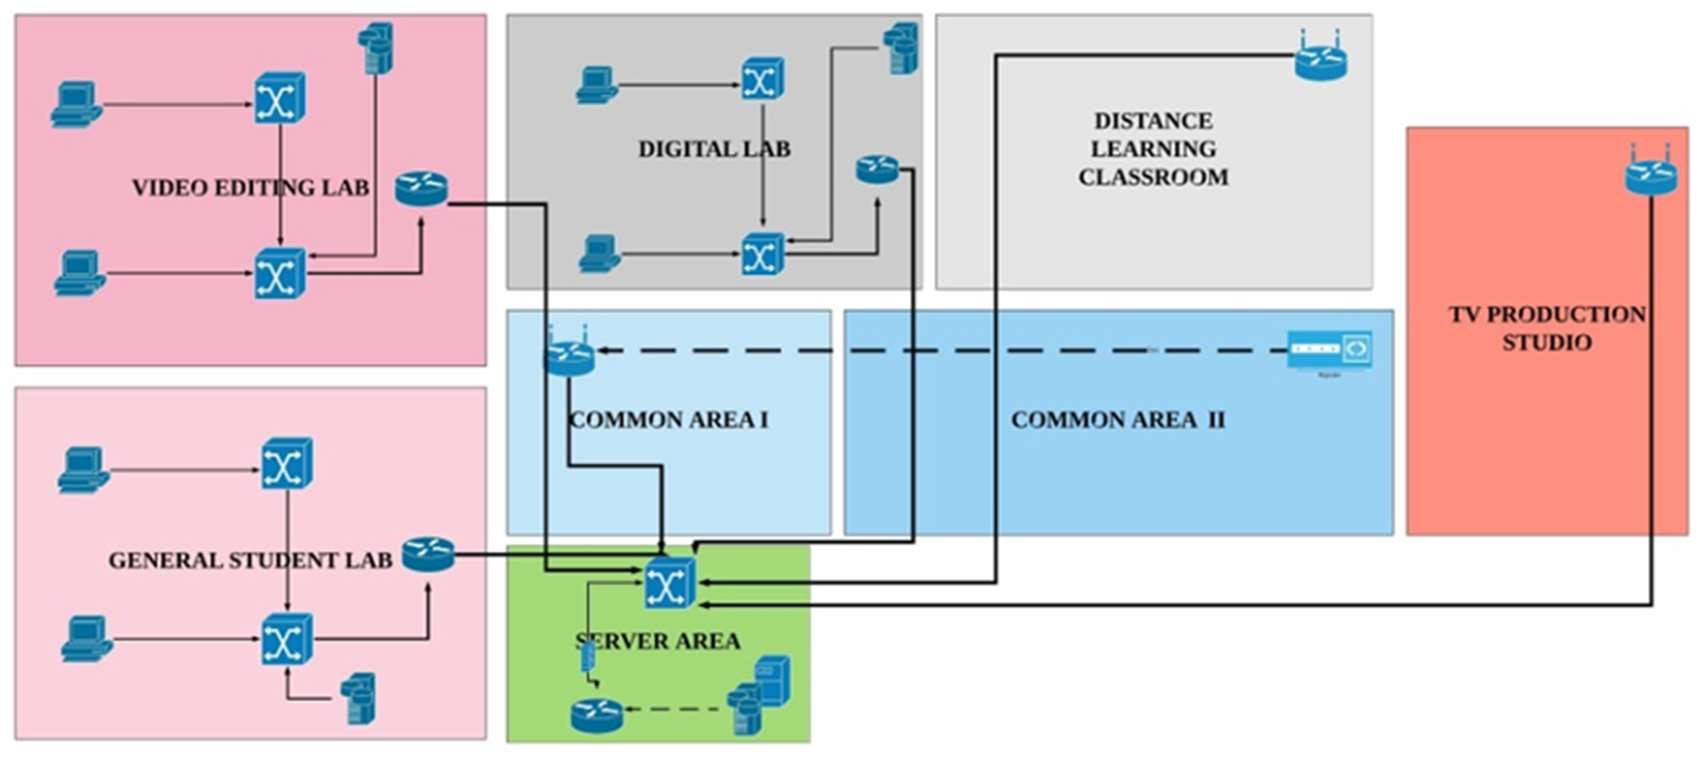 VIDEO EDITING LAB
DIGITAL LAB
DISTANCE
LEARNING
CLASSROOM
TV PRODUCTION
STUDIO
COMMON AREA I
COMMON AREA II
GENERAL STUDENT LAB
SERVER AREA